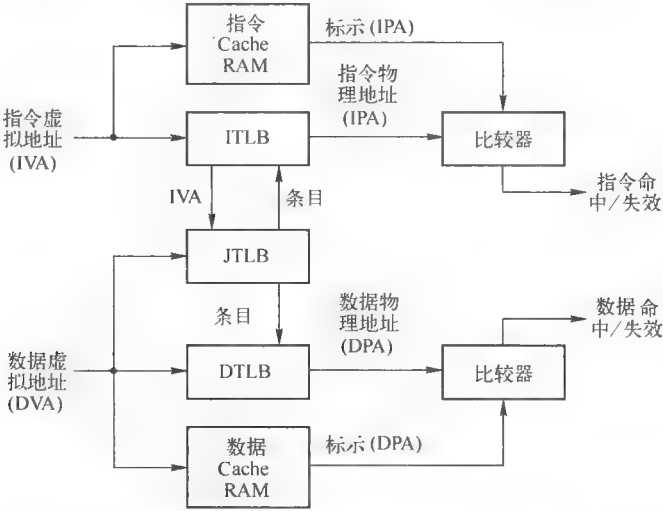 指令
Cache
RAM
标示 (IPA)
指令物
理地址
(IPA)
指令虚
拟地址
(IVA)
ITLB
比较器
IVA
条目
指令命
中/失效
JTLB
条目
数据物
理地址
(DPA)
数据命
中/失效
数据虚
拟地址
(DVA)
DTLB
比较器
数据
Cache
RAM
标示 (DPA)